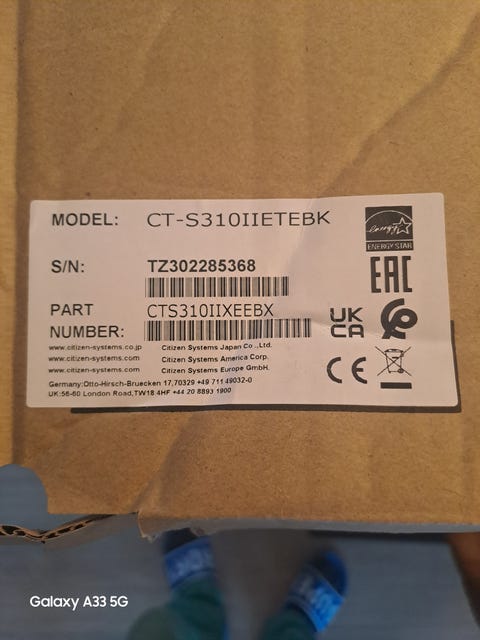 MODEL: CT-S310IIETEBK
ENERGY STAR
S/N: TZ302285368
EAC
PART NUMBER: CTS310IIXEEBX
UK CA
www.citizen-systems.co.jp Citizen Systems Japan Co .,Ltd.
www.citizen-systems.com Citizen Systems America Corp.
www.citizen-systems.com Citizen Systems Europe GmbH.
CE
Germany:Otto-Hirsch-Bruecken 17,70329 +49 711 49032-0
UK:56-60 London Road,TW18 4HF +44 20 8893 1900
Galaxy A33 5G